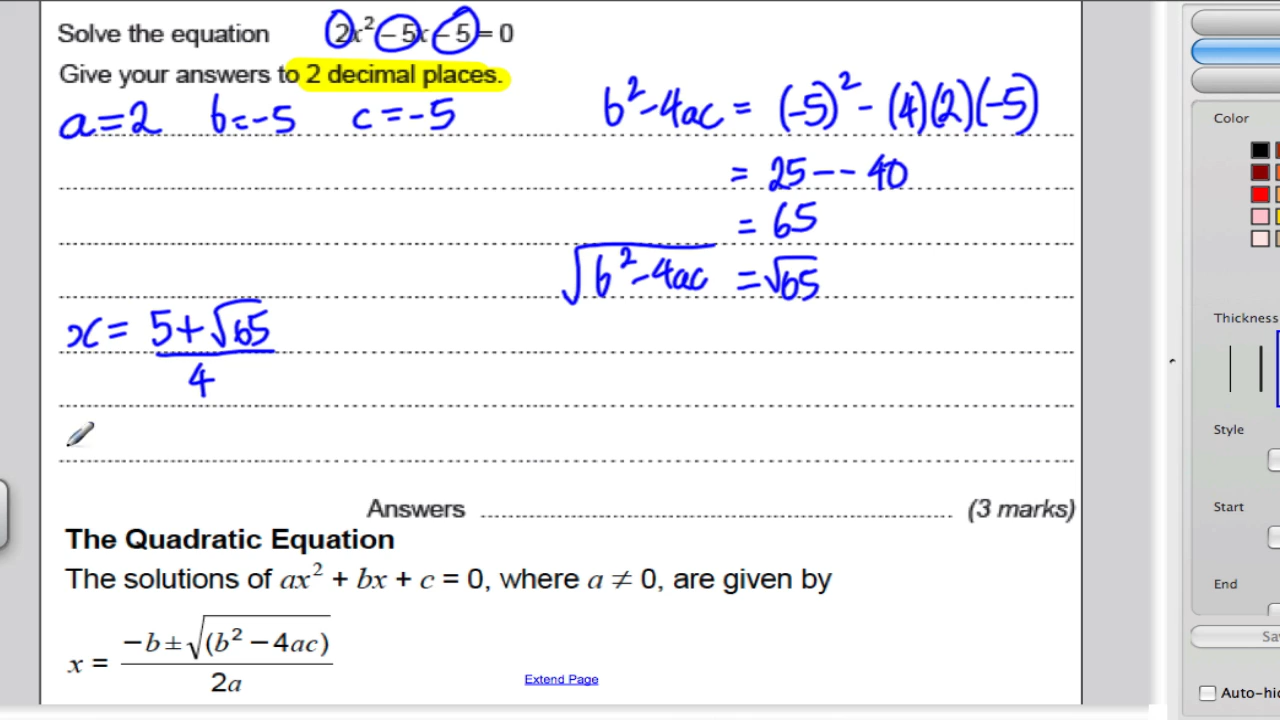 Solve the equation 2x² – 5x – 5 = 0
Give your answers to 2 decimal places.
a = 2 b = -5 c = -5 b² - 4ac = (-5)² - (4)(2)(-5)
= 25 - - 40
= 65
√b² - 4ac = √65
x = 5 + √65
4
Answers (3 marks)
The Quadratic Equation
The solutions of ax² + bx + c = 0, where a ≠ 0, are given by
x = −b ± √(b² − 4ac)
2a
Extend Page
Color
Thickness
Style
Start
End
Sa
Auto-hid